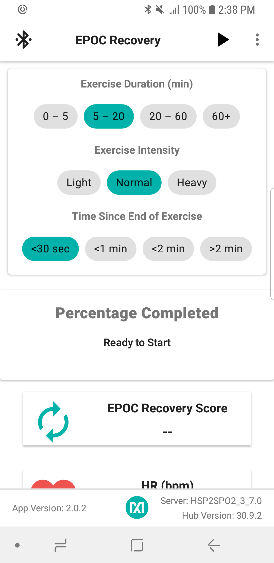 100% 2:38 PM
EPOC Recovery
Exercise Duration (min)
0 – 5 5 – 20 20 – 60 60+
Exercise Intensity
Light Normal Heavy
Time Since End of Exercise
<30 sec <1 min <2 min >2 min
Percentage Completed
Ready to Start
EPOC Recovery Score
--
HR (bpm)
App Version: 2.0.2
Server: HSP2SPO2_3_7.0
Hub Version: 30.9.2